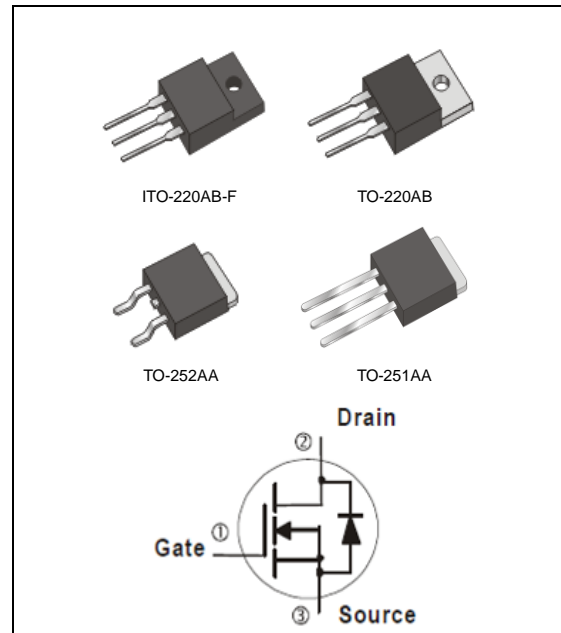 ITO-220AB-F
TO-220AB
TO-252AA
TO-251AA
Drain
②
①
Gate
③
Source